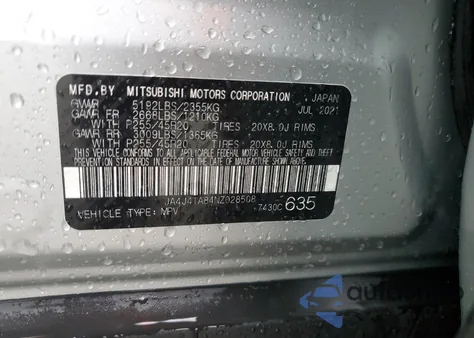 MFD. BY MITSUBISHI MOTORS CORPORATION JAPAN
GVWR 5192LBS/2355KG JUL 2021
GAWR FR 2668LBS/1210KG
WITH P255/45R20 TIRES 20X8.0J RIMS
GAWR RR 3009LBS/1365KG
WITH P255/45R20 TIRES 20X8.0J RIMS
THIS VEHICLE CONFORMS TO ALL APPLICABLE FEDERAL
MOTOR VEHICLE SAFETY, BUMPER, AND THEFT
PREVENTION STANDARDS IN EFFECT ON THE DATE OF
MANUFACTURE SHOWN ABOVE.
JA4J4TA84NZ028508
VEHICLE TYPE: MPV 7430C 635